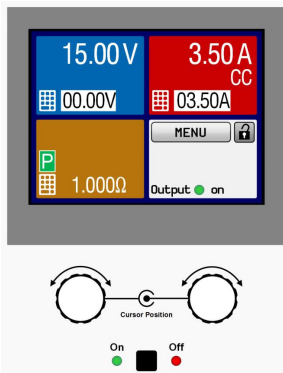 15.00V
3.50A
CC
00.00V
03.50A
MENU
P
1.000Ω
Output on
Cursor Position
On Off